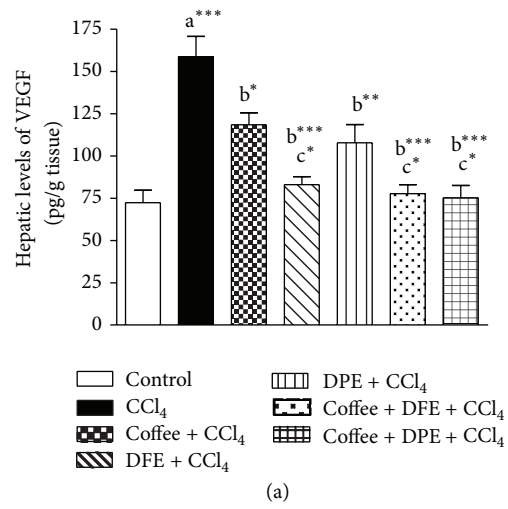 Hepatic levels of VEGF
(pg/g tissue)
175
150
125
100
75
50
25
0
a***
b*
b***
c*
b**
b***
c*
b***
c*
Control
CCl₄
Coffee + CCl₄
DFE + CCl₄
DPE + CCl₄
Coffee + DFE + CCl₄
Coffee + DPE + CCl₄
(a)